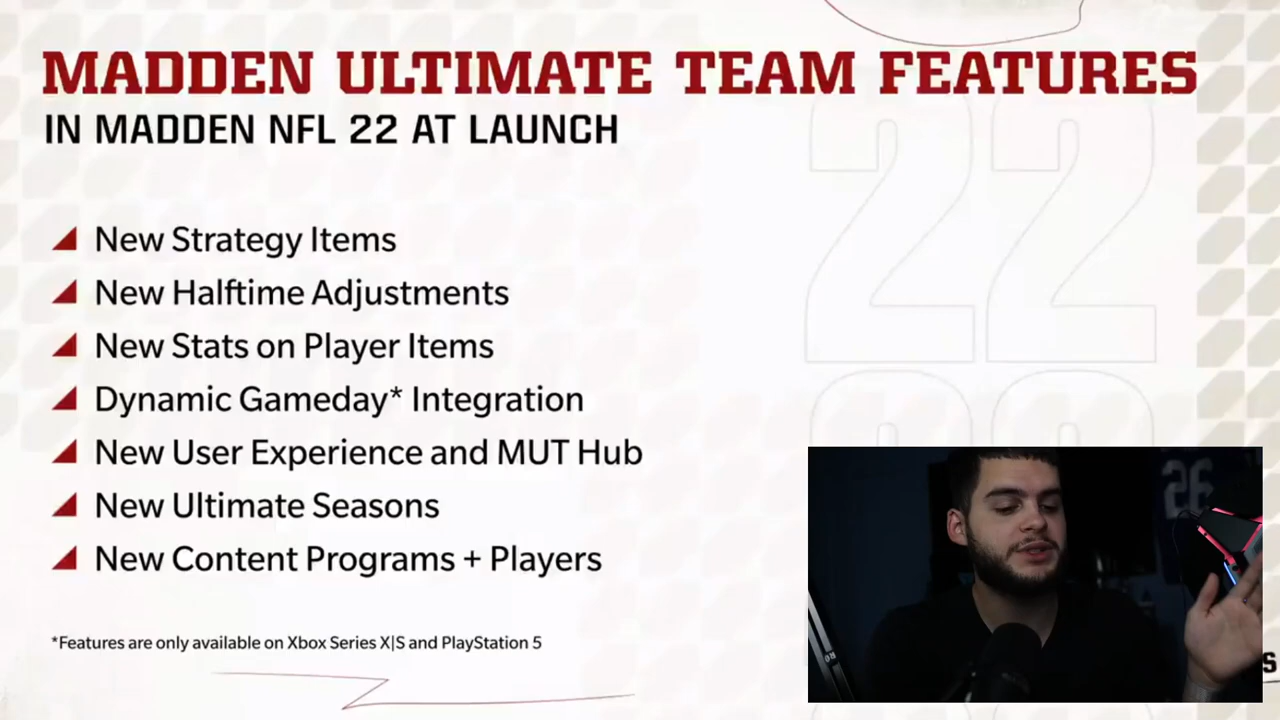 MADDEN ULTIMATE TEAM FEATURES
IN MADDEN NFL 22 AT LAUNCH
22
New Strategy Items
New Halftime Adjustments
New Stats on Player Items
Dynamic Gameday* Integration
New User Experience and MUT Hub
New Ultimate Seasons
New Content Programs + Players
*Features are only available on Xbox Series X|S and PlayStation 5
26